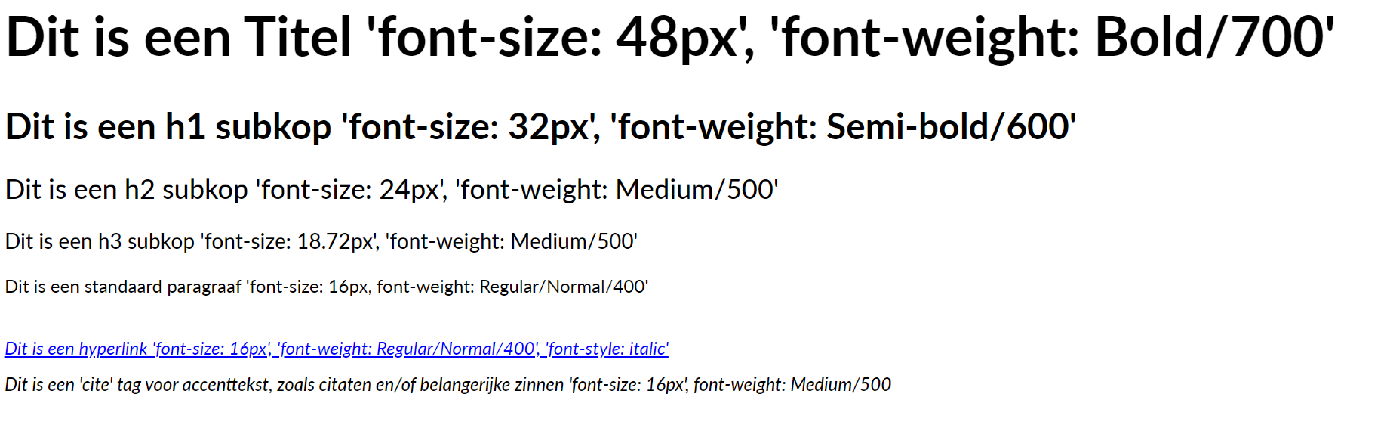 Dit is een Titel 'font-size: 48px', 'font-weight: Bold/700'
Dit is een h1 subkop 'font-size: 32px', 'font-weight: Semi-bold/600'
Dit is een h2 subkop 'font-size: 24px', 'font-weight: Medium/500'
Dit is een h3 subkop 'font-size: 18.72px', 'font-weight: Medium/500'
Dit is een standaard paragraaf 'font-size: 16px, font-weight: Regular/Normal/400'
Dit is een hyperlink 'font-size: 16px', 'font-weight: Regular/Normal/400', 'font-style: italic'
Dit is een 'cite' tag voor accenttekst, zoals citaten en/of belangerijke zinnen 'font-size: 16px', font-weight: Medium/500